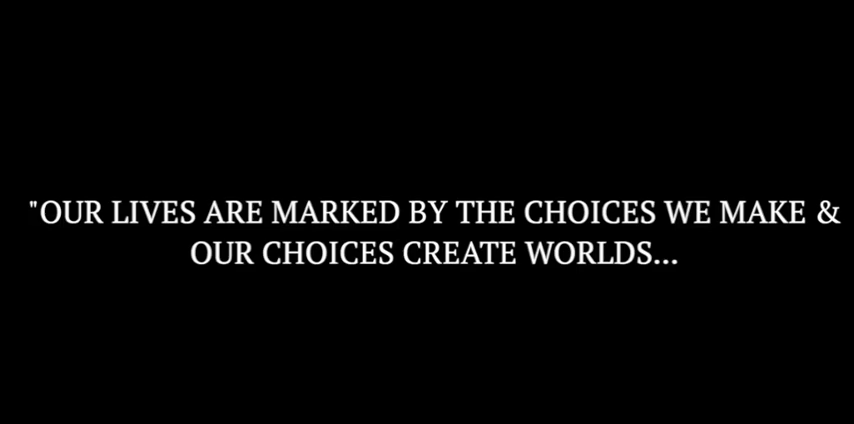 "OUR LIVES ARE MARKED BY THE CHOICES WE MAKE &
OUR CHOICES CREATE WORLDS...